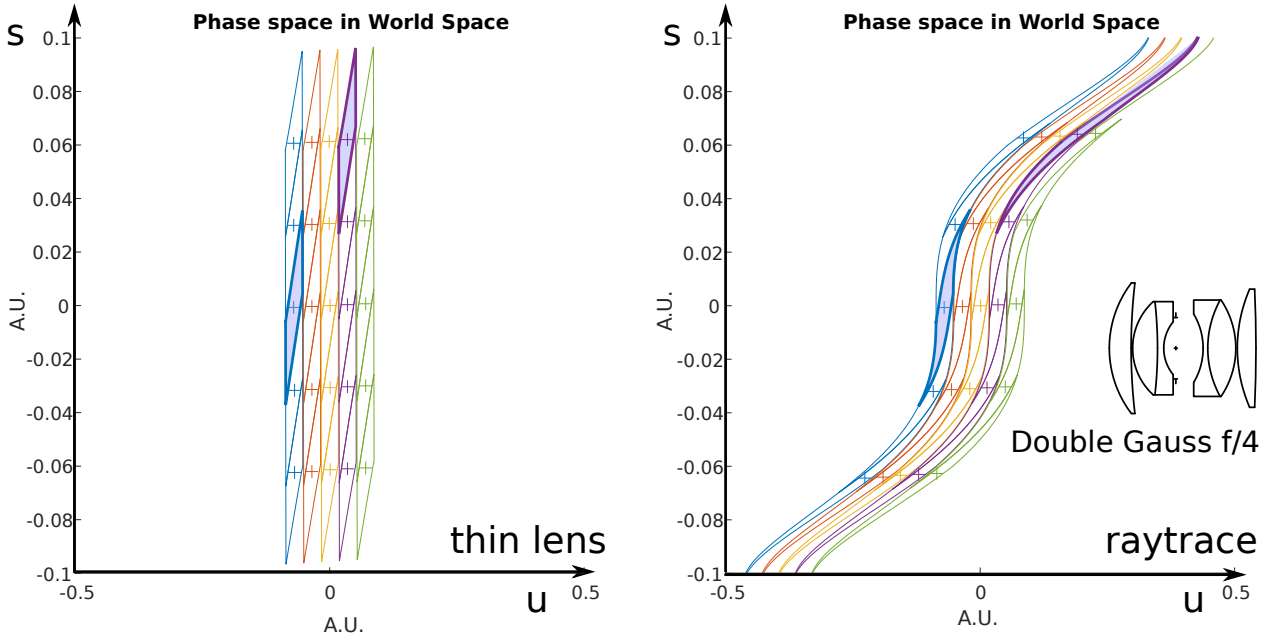 Phase space in World Space
s
0.1
0.08
0.06
0.04
0.02
0
-0.02
-0.04
-0.06
-0.08
-0.1
A.U.
thin lens
-0.5
0
0.5
u
A.U.
Phase space in World Space
s
0.1
0.08
0.06
0.04
0.02
0
-0.02
-0.04
-0.06
-0.08
-0.1
A.U.
Double Gauss f/4
raytrace
-0.5
0
0.5
u
A.U.